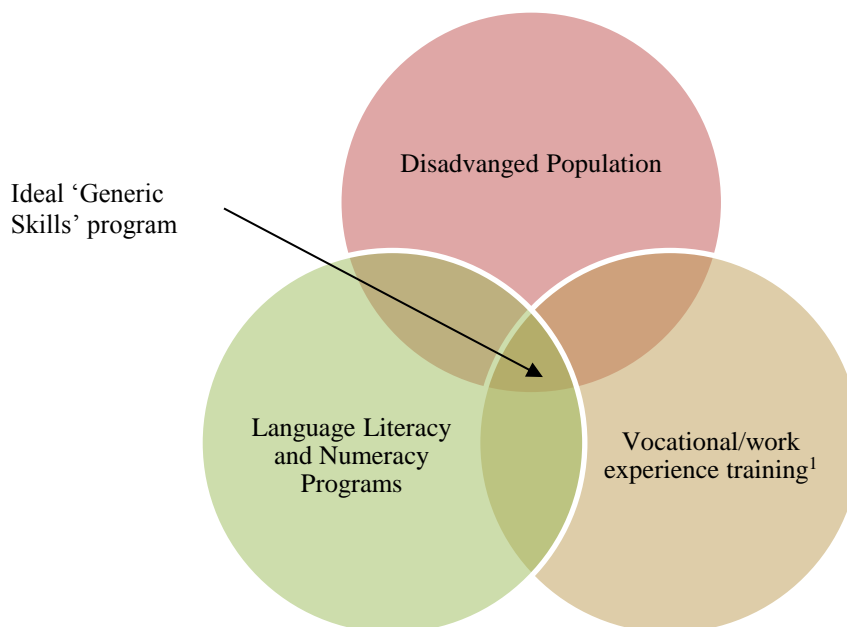 Disadvanged Population
Ideal ‘Generic
Skills’ program
Language Literacy
and Numeracy
Programs
Vocational/work
experience training¹